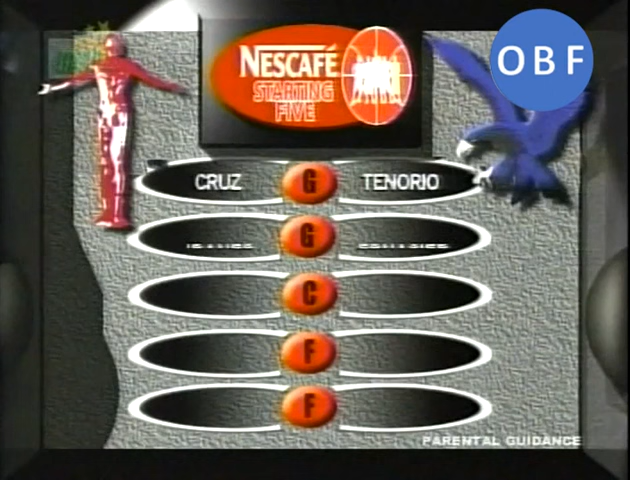 OBF
NESCAFÉ
STARTING
FIVE
CRUZ G TENORIO
G
C
F
F
PARENTAL GUIDANCE